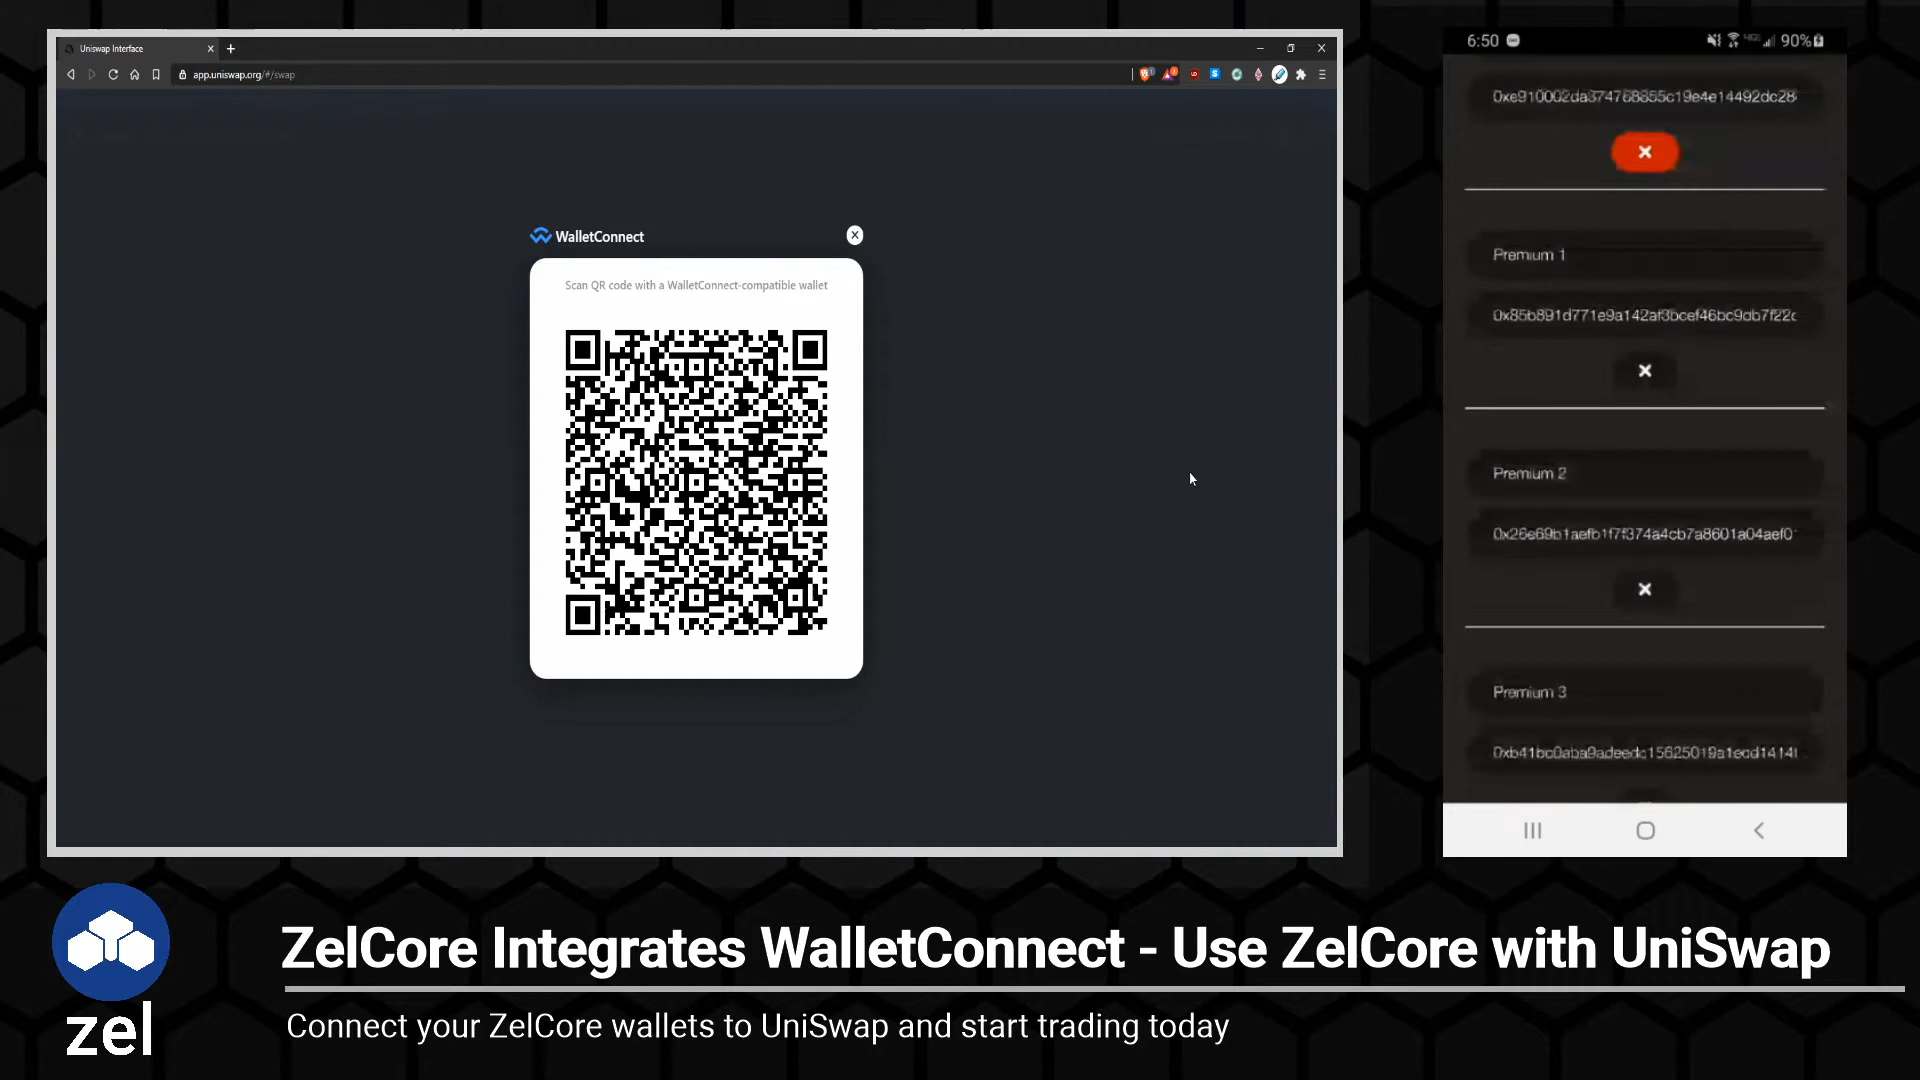 Uniswap Interface
app.uniswap.org/#/swap
WalletConnect
Scan QR code with a WalletConnect-compatible wallet
6:50
90%
Premium 1
Premium 2
0x26e69b1aefb1f7f374a4cb7a8601a04aef0
Premium 3
zel
ZelCore Integrates WalletConnect - Use ZelCore with UniSwap
Connect your ZelCore wallets to UniSwap and start trading today